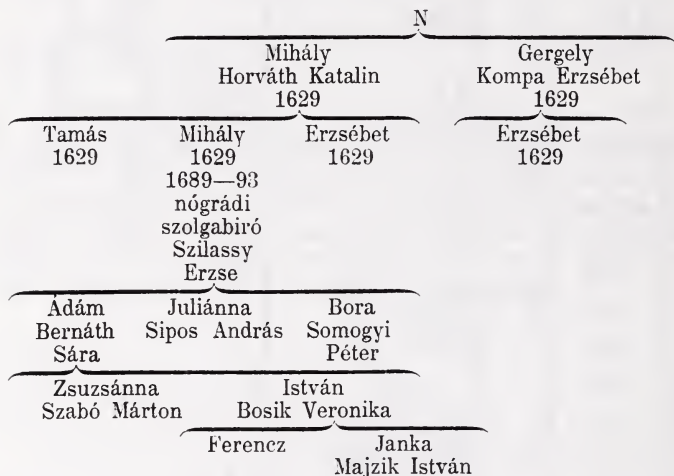 N
Mihály Gergely
Horváth Katalin Kompa Erzsébet
1629 1629
Tamás Mihály Erzsébet Erzsébet
1629 1629 1629 1629
1689—93
nógrádi
szolgabiró
Szilassy
Erzse
Ádám Juliánna Bora
Bernáth Sipos András Somogyi
Sára Péter
Zsuzsánna István
Szabó Márton Bosik Veronika
Ferencz Janka
Majzik István